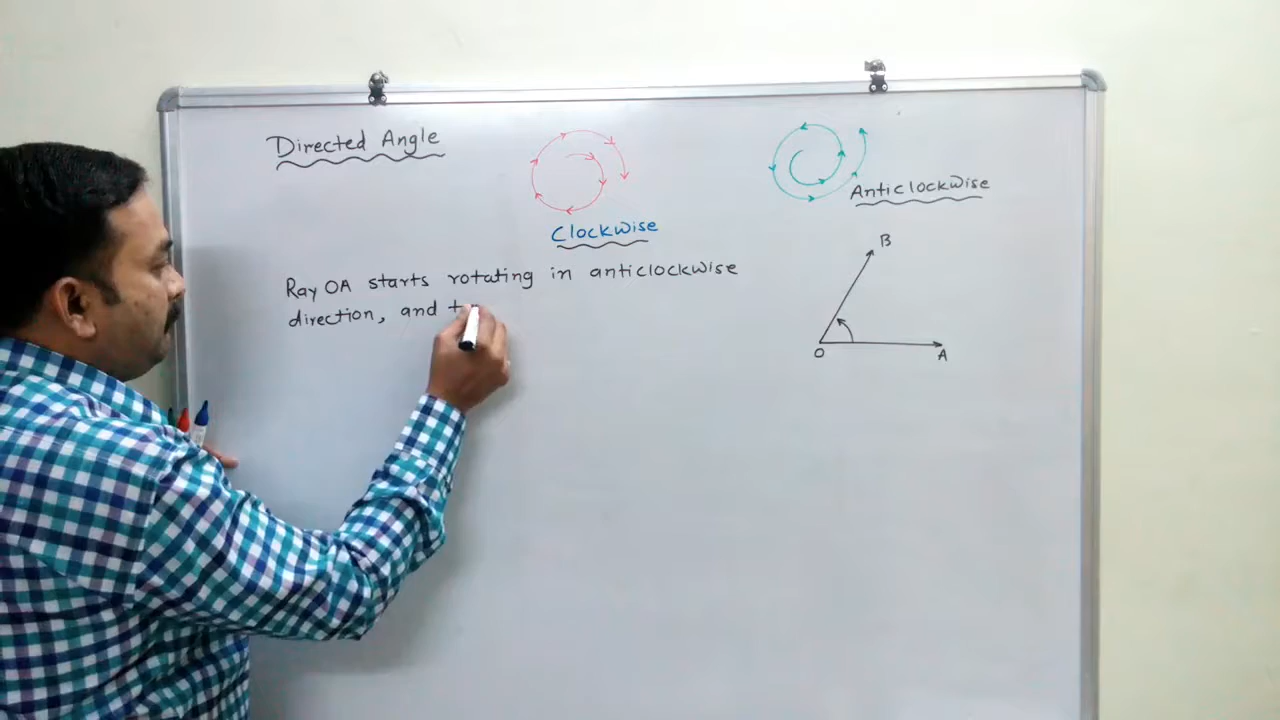 Directed Angle
Clockwise
Anticlockwise
Ray OA starts rotating in anticlockwise
direction, and
B
O
A